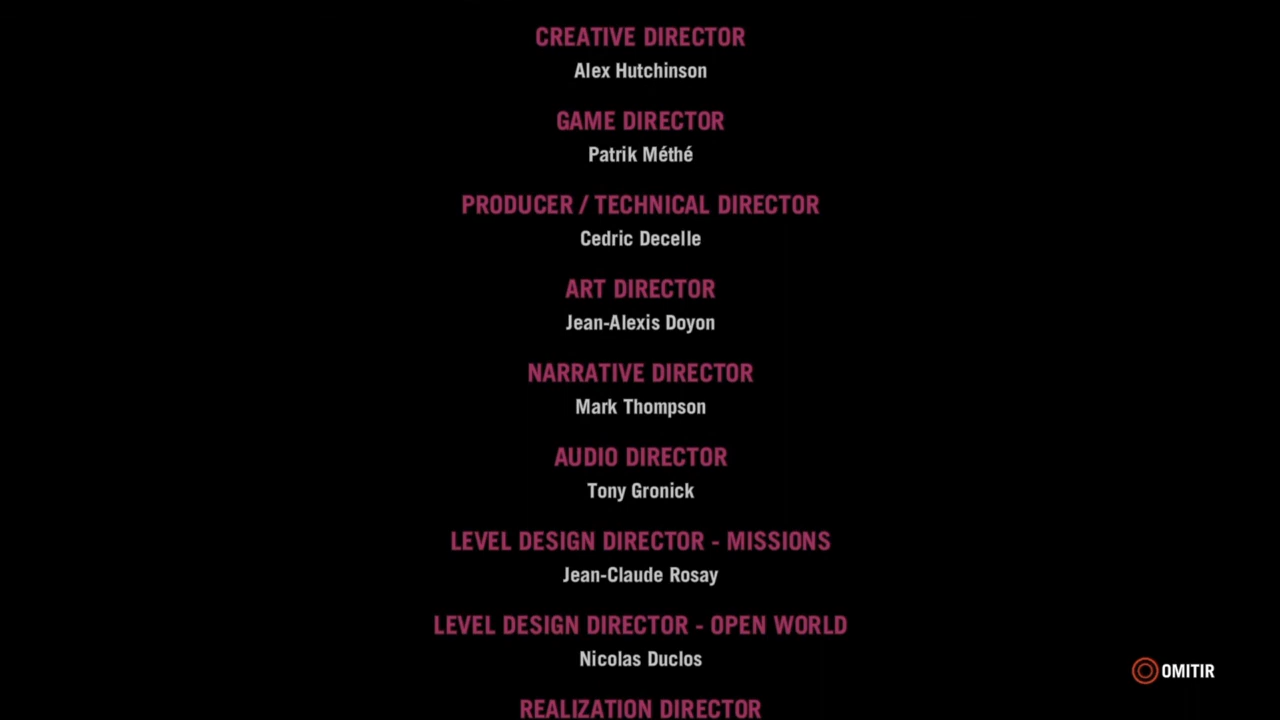 CREATIVE DIRECTOR
Alex Hutchinson
GAME DIRECTOR
Patrik Méthé
PRODUCER / TECHNICAL DIRECTOR
Cedric Decelle
ART DIRECTOR
Jean-Alexis Doyon
NARRATIVE DIRECTOR
Mark Thompson
AUDIO DIRECTOR
Tony Gronick
LEVEL DESIGN DIRECTOR - MISSIONS
Jean-Claude Rosay
LEVEL DESIGN DIRECTOR - OPEN WORLD
Nicolas Duclos
OMITIR
REALIZATION DIRECTOR